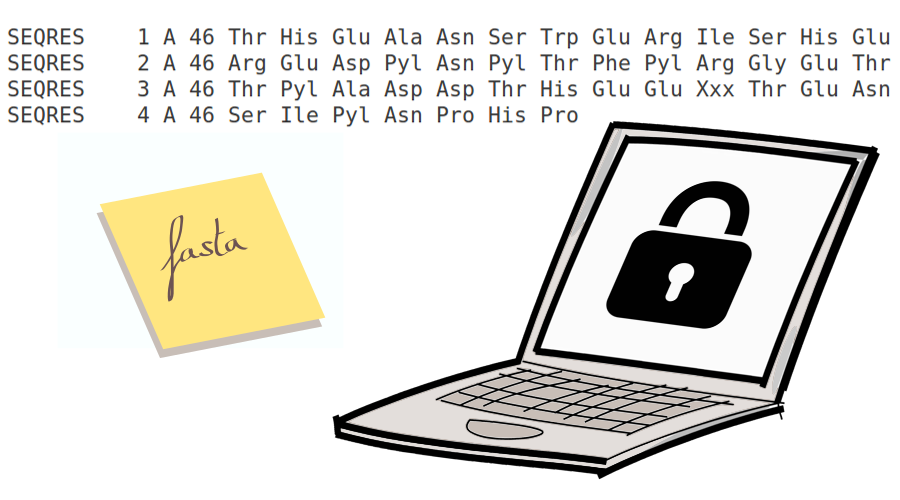 SEQRES 1 A 46 Thr His Glu Ala Asn Ser Trp Glu Arg Ile Ser His Glu
SEQRES 2 A 46 Arg Glu Asp Pyl Asn Pyl Thr Phe Pyl Arg Gly Glu Thr
SEQRES 3 A 46 Thr Pyl Ala Asp Asp Thr His Glu Glu Xxx Thr Glu Asn
SEQRES 4 A 46 Ser Ile Pyl Asn Pro His Pro
fasta